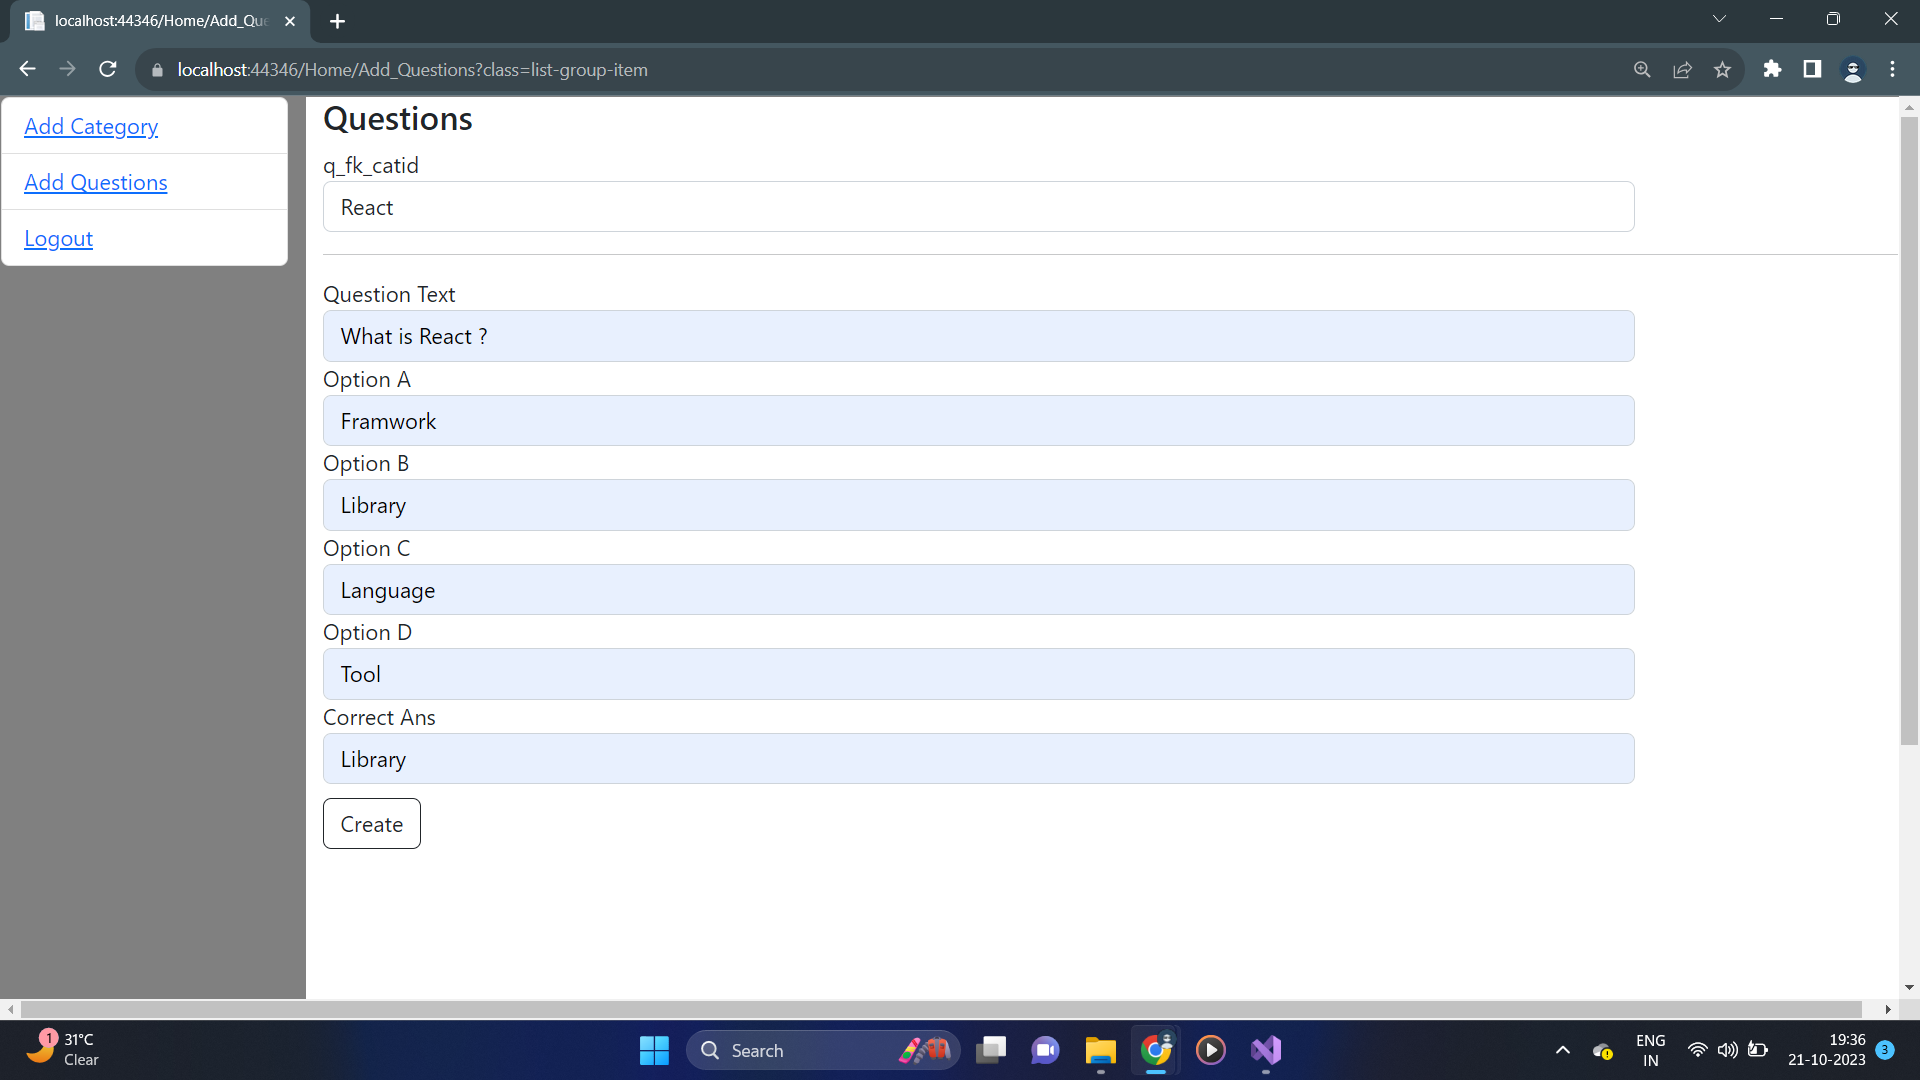 localhost:44346/Home/Add_Que
localhost:44346/Home/Add_Questions?class=list-group-item
Add Category
Add Questions
Logout
Questions
q_fk_catid
React
Question Text
What is React ?
Option A
Framwork
Option B
Library
Option C
Language
Option D
Tool
Correct Ans
Library
Create
1
31°C
Clear
Search
ENG
IN
19:36
21-10-2023
3